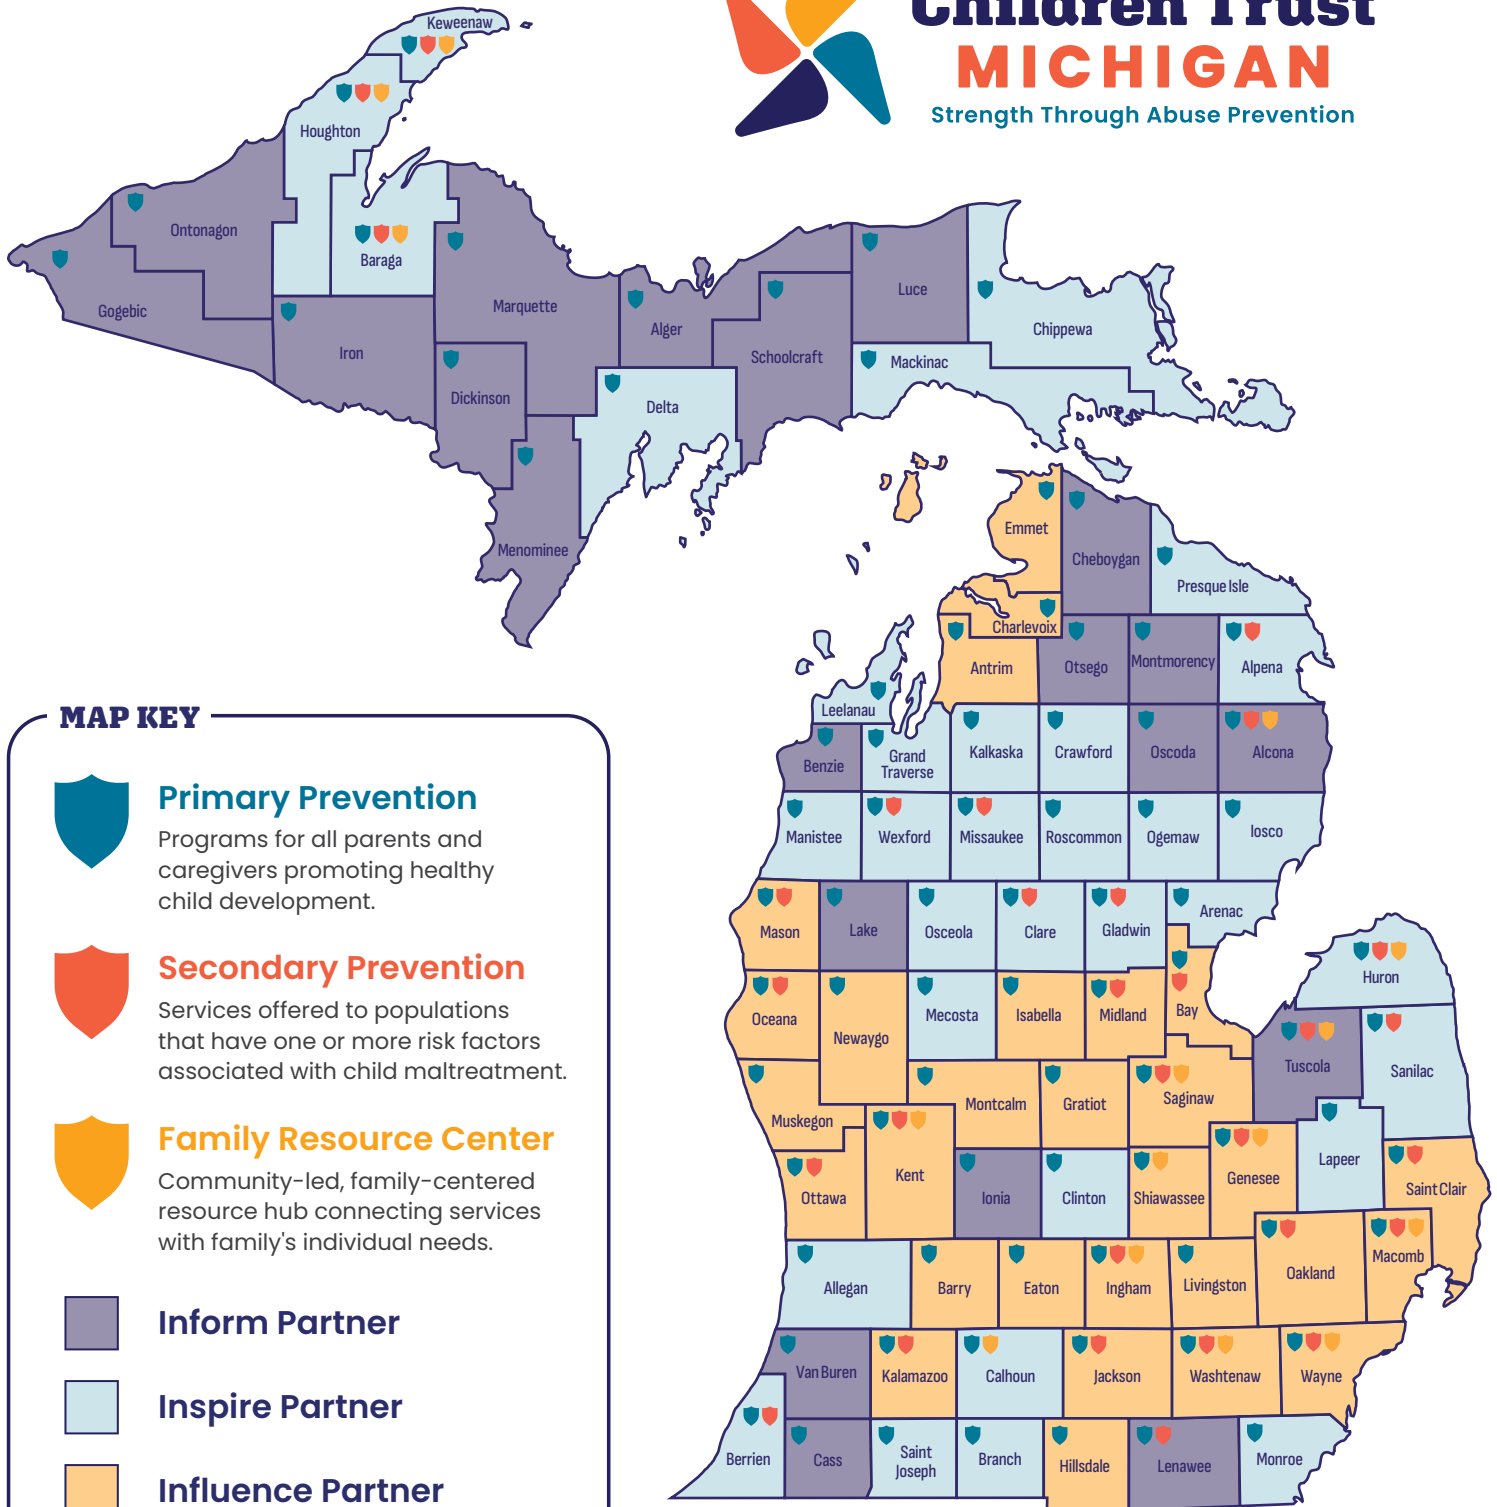 Children Trust
MICHIGAN
Strength Through Abuse Prevention
Keweenaw
Houghton
Ontonagon
Baraga
Gogebic
Marquette
Iron
Alger
Luce
Schoolcraft
Chippewa
Mackinac
Dickinson
Delta
Menominee
Emmet
Cheboygan
Presque Isle
Charlevoix
Antrim
Otsego
Montmorency
Alpena
Leelanau
Benzie
Grand
Traverse
Kalkaska
Crawford
Oscoda
Alcona
Manistee
Wexford
Missaukee
Roscommon
Ogemaw
Iosco
Mason
Lake
Osceola
Clare
Gladwin
Arenac
Huron
Oceana
Newaygo
Mecosta
Isabella
Midland
Bay
Tuscola
Sanilac
Muskegon
Montcalm
Gratiot
Saginaw
Kent
Ottawa
Ionia
Clinton
Shiawassee
Genesee
Lapeer
Saint Clair
Allegan
Barry
Eaton
Ingham
Livingston
Oakland
Macomb
Van Buren
Kalamazoo
Calhoun
Jackson
Washtenaw
Wayne
Berrien
Cass
Saint
Joseph
Branch
Hillsdale
Lenawee
Monroe
MAP KEY
Primary Prevention
Programs for all parents and
caregivers promoting healthy
child development.
Secondary Prevention
Services offered to populations
that have one or more risk factors
associated with child maltreatment.
Family Resource Center
Community-led, family-centered
resource hub connecting services
with family's individual needs.
Inform Partner
Inspire Partner
Influence Partner